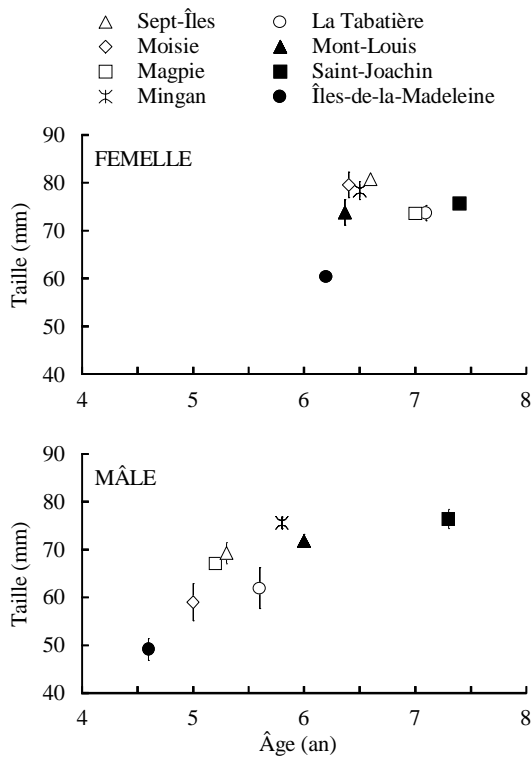 Sept-Îles
La Tabatière
Moisie
Mont-Louis
Magpie
Saint-Joachin
Mingan
Îles-de-la-Madeleine
90
FEMELLE
80
70
60
50
40
Taille (mm)
4 5 6 7 8
90
MÂLE
80
70
60
50
40
Taille (mm)
4 5 6 7 8
Âge (an)